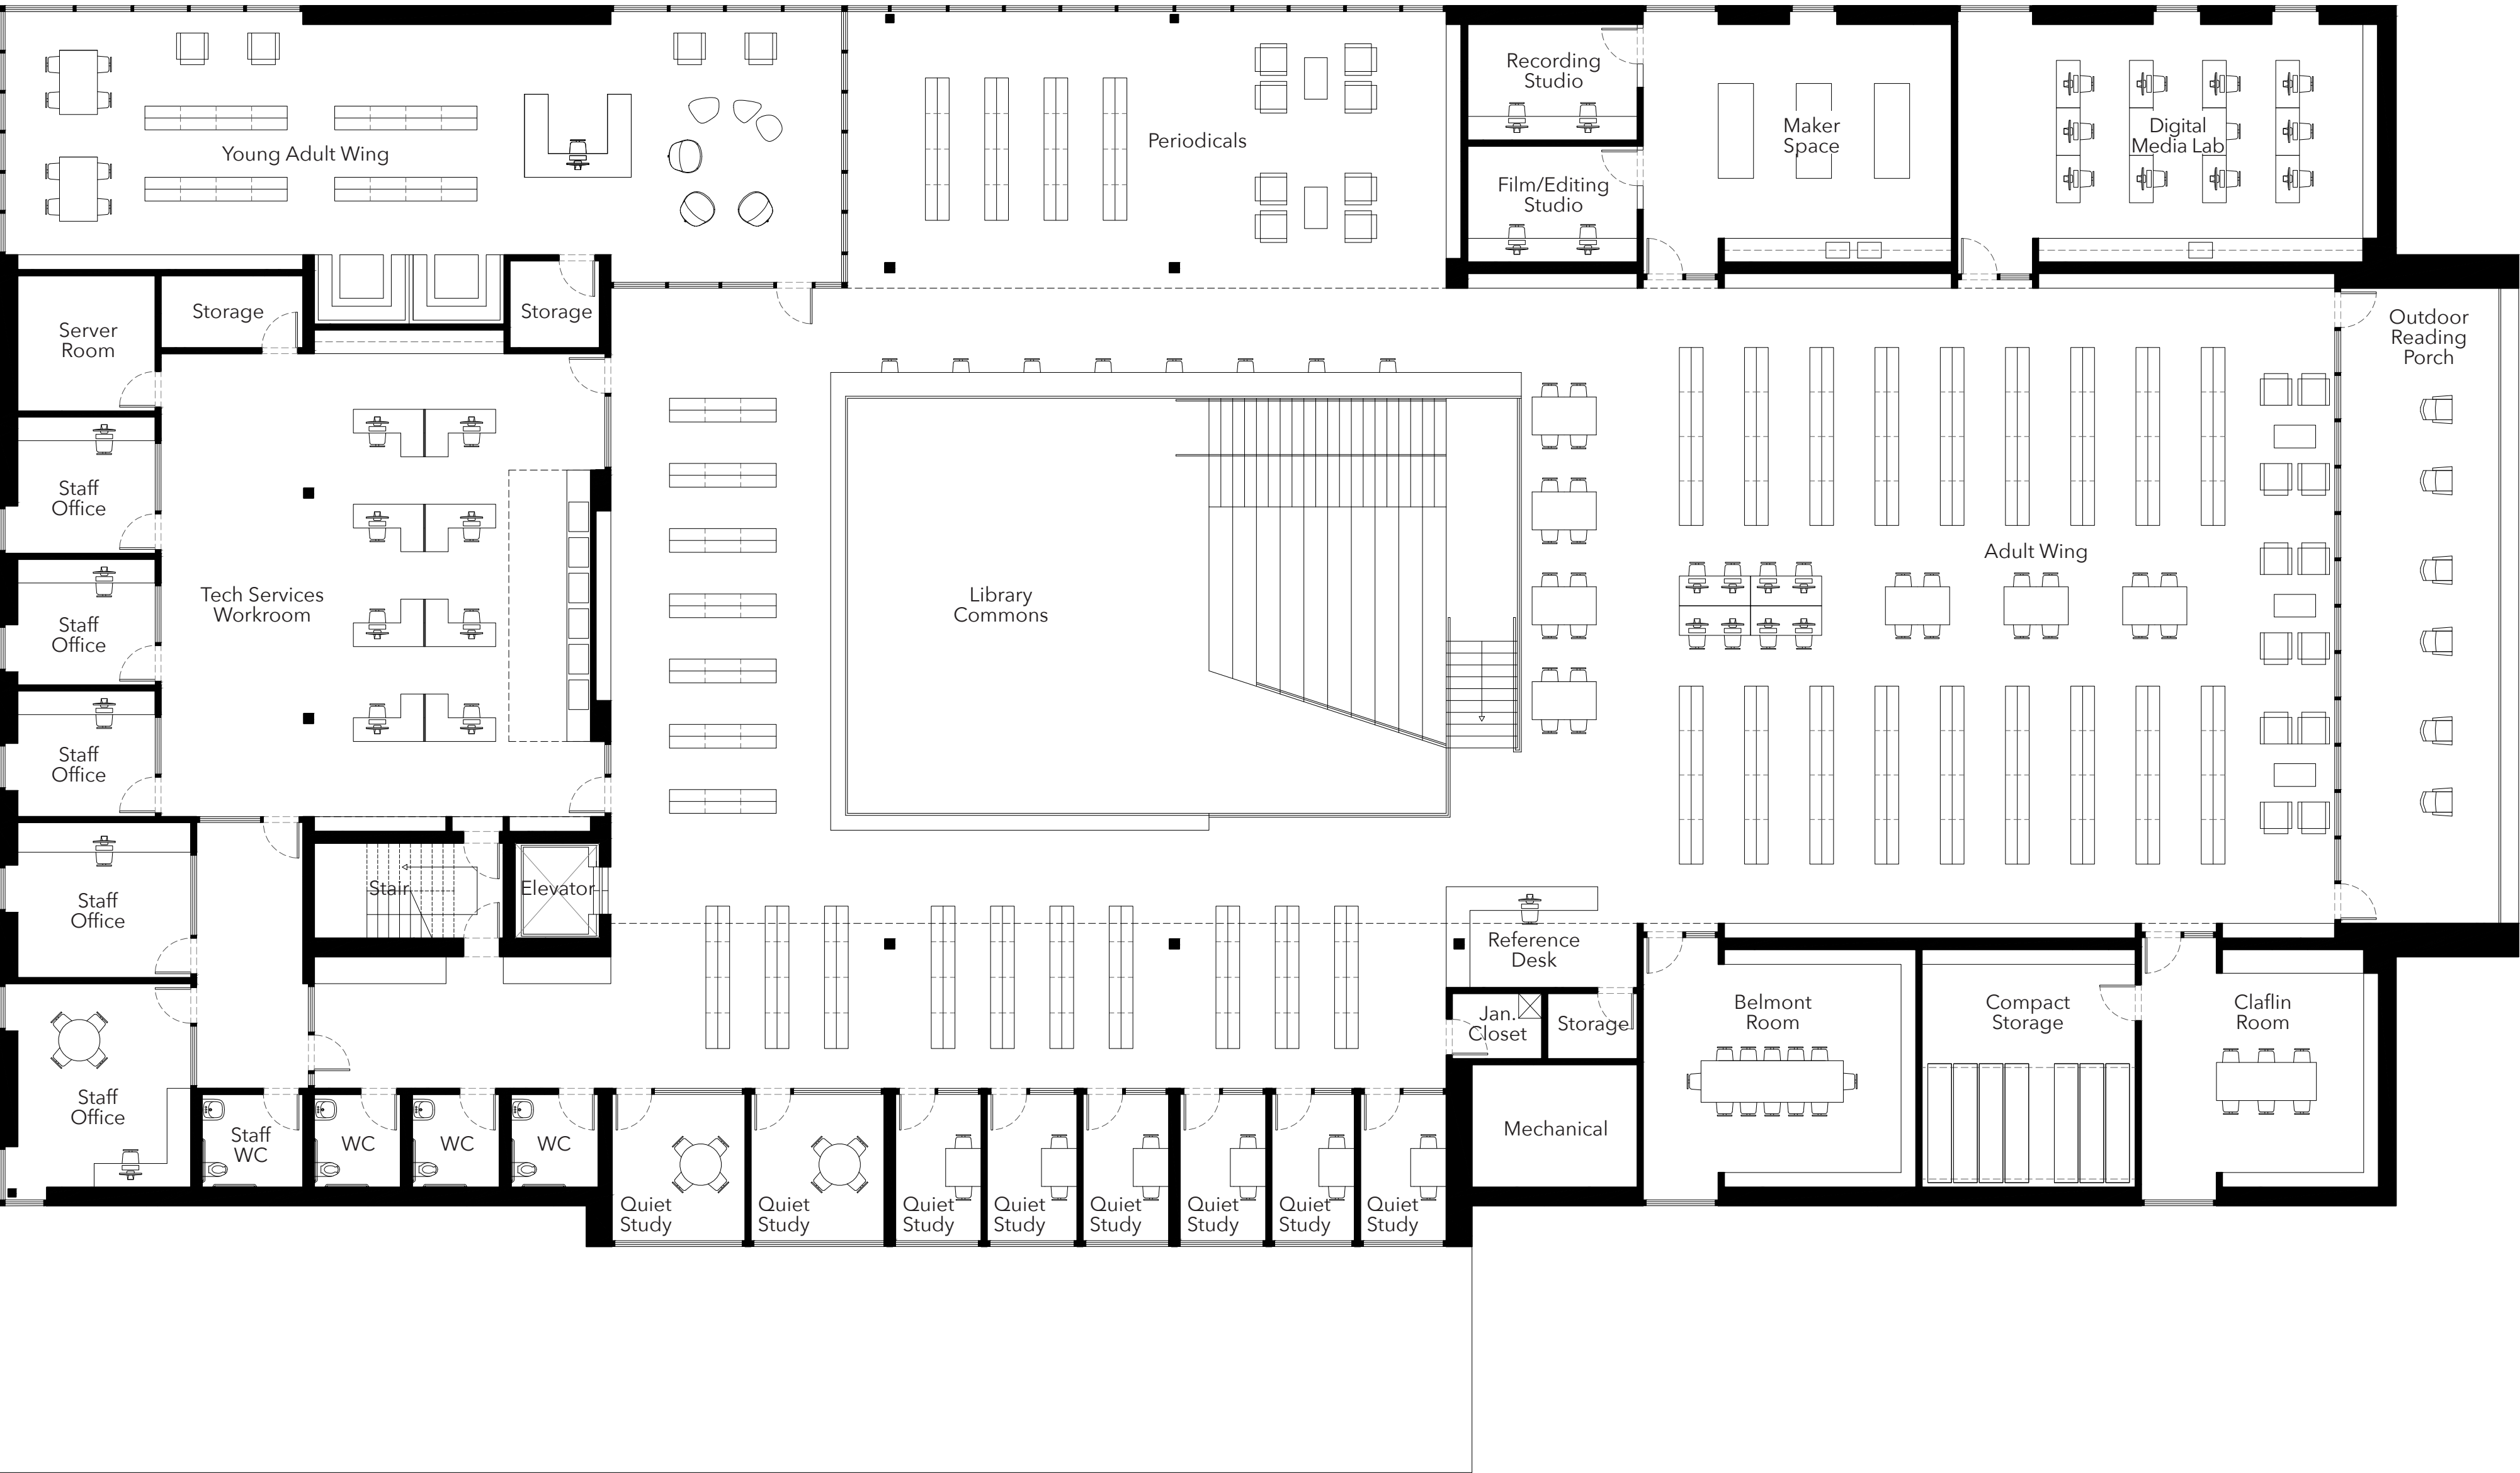 Recording
Studio
Young Adult Wing
Periodicals
Maker
Space
Digital
Media Lab
Film/Editing
Studio
Server
Room
Storage
Storage
Outdoor
Reading
Porch
Staff
Office
Tech Services
Workroom
Library
Commons
Adult Wing
Staff
Office
Staff
Office
Staff
Office
Stair
Elevator
Reference
Desk
Jan.
Closet
Storage
Belmont
Room
Compact
Storage
Claflin
Room
Staff
Office
Staff
WC
WC
WC
WC
Mechanical
Quiet
Study
Quiet
Study
Quiet
Study
Quiet
Study
Quiet
Study
Quiet
Study
Quiet
Study
Quiet
Study